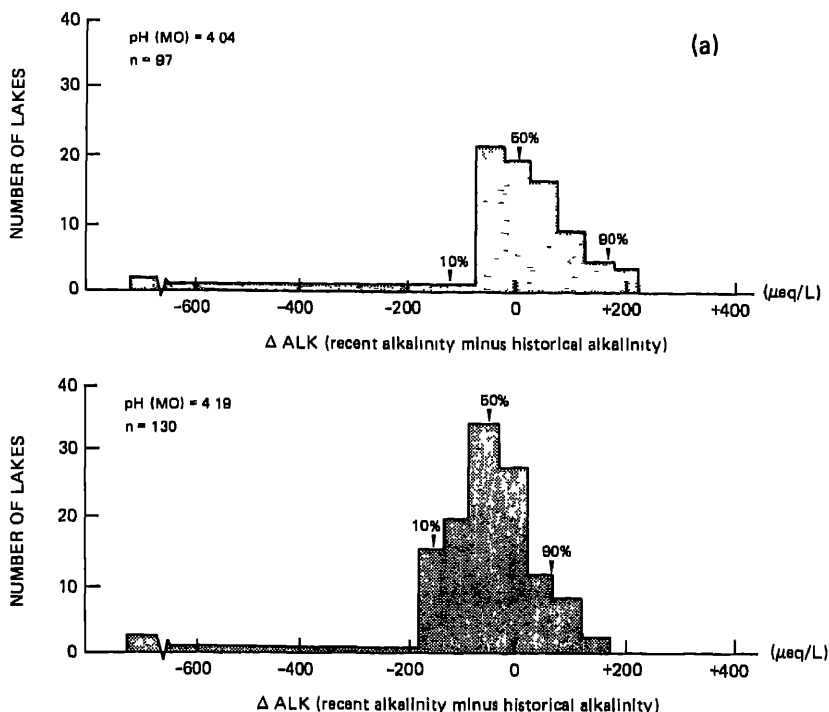 40
pH (MO) = 4 04
(a)
n = 97
30
NUMBER OF LAKES
60%
20
10
90%
10%
0
−600
−400
−200
0
+200
+400
(μeq/L)
Δ ALK (recent alkalinity minus historical alkalinity)
40
pH (MO) = 4 19
60%
n = 130
30
NUMBER OF LAKES
20
10%
90%
10
0
−600
−400
−200
0
+200
+400
(μeq/L)
Δ ALK (recent alkalinity minus historical alkalinity)